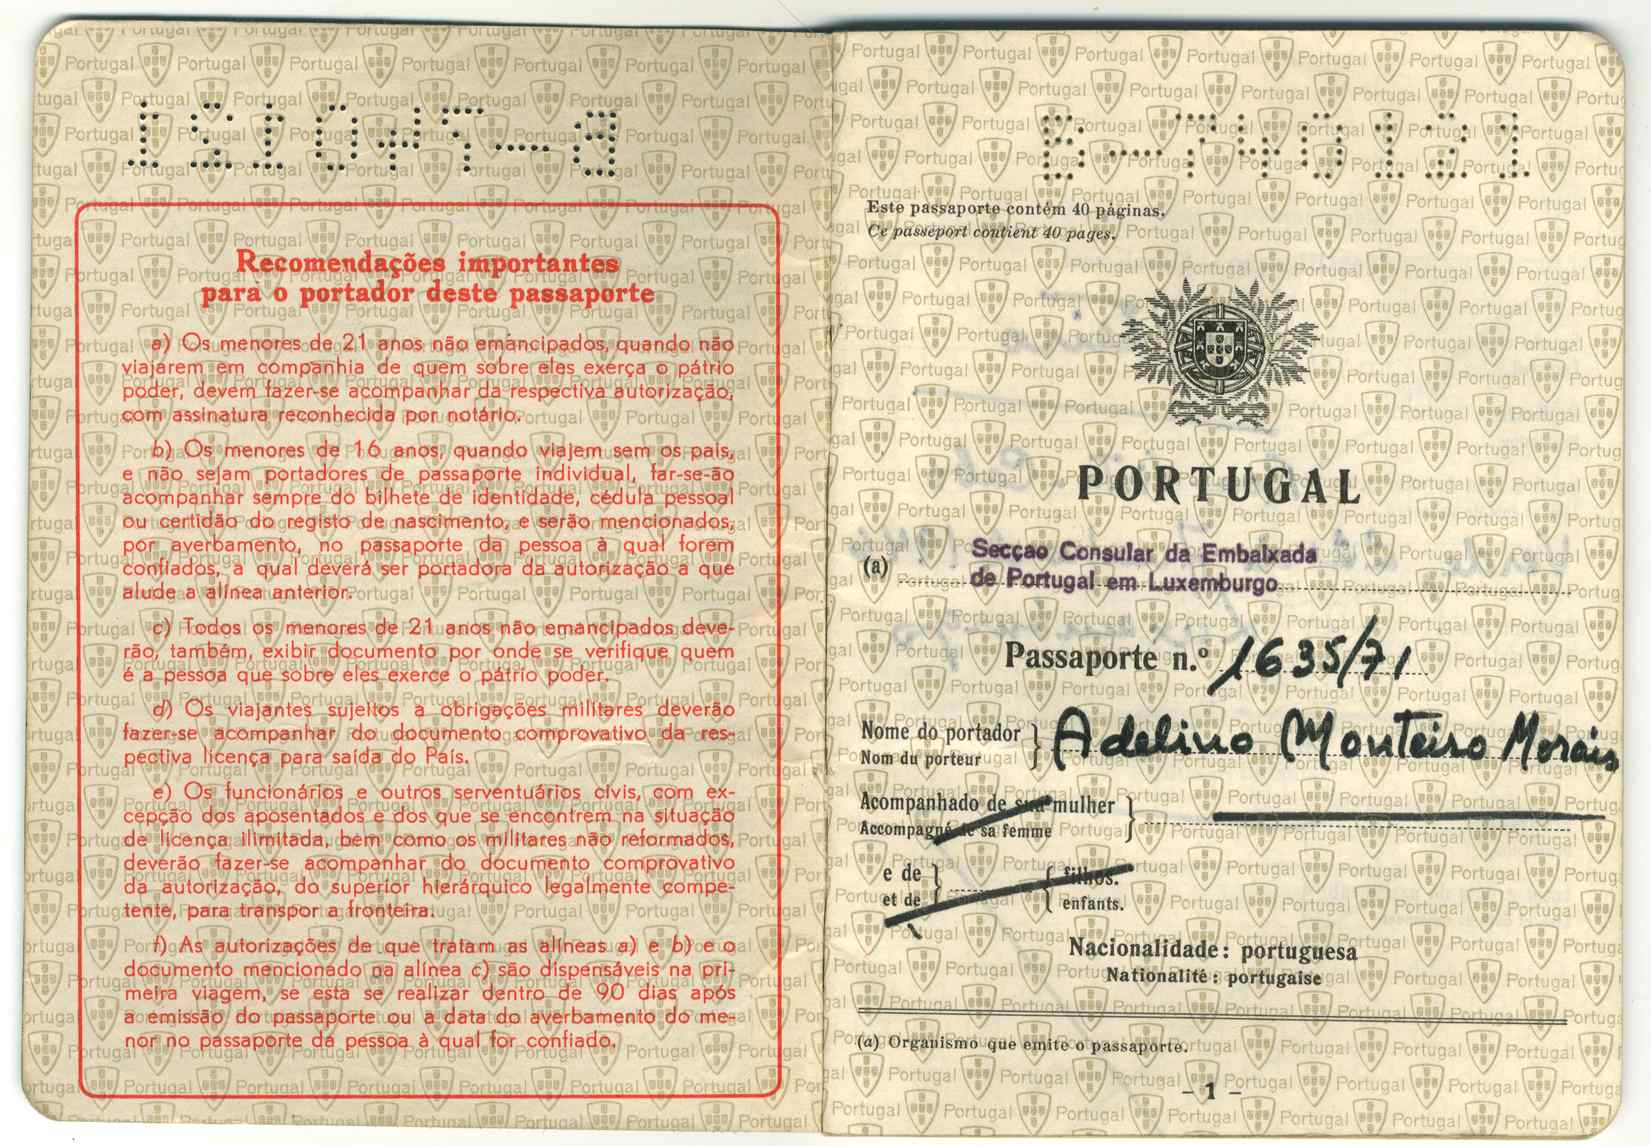 B-740121
Recomendações importantes
para o portador deste passaporte
a) Os menores de 21 anos não emancipados, quando não
viajarem em companhia de quem sobre eles exerça o pátrio
poder, devem fazer-se acompanhar da respectiva autorização,
com assinatura reconhecida por notário.
b) Os menores de 16 anos, quando viajem sem os pais,
e não sejam portadores de passaporte individual, far-se-ão
acompanhar sempre do bilhete de identidade, cédula pessoal
ou certidão do registo de nascimento, e serão mencionados,
por averbamento, no passaporte da pessoa à qual forem
confiados, a qual deverá ser portadora da autorização a que
alude a alínea anterior.
c) Todos os menores de 21 anos não emancipados deve-
rão, também, exibir documento por onde se verifique quem
é a pessoa que sobre eles exerce o pátrio poder.
d) Os viajantes sujeitos a obrigações militares deverão
fazer-se acompanhar do documento comprovativo da res-
pectiva licença para saída do País.
e) Os funcionários e outros serventuários civis, com ex-
cepção dos aposentados e dos que se encontrem na situação
de licença ilimitada, bem como os militares não reformados,
deverão fazer-se acompanhar do documento comprovativo
da autorização, do superior hierárquico legalmente compe-
tente, para transpor a fronteira.
f) As autorizações de que tratam as alíneas a) e b) e o
documento mencionado na alínea c) são dispensáveis na pri-
meira viagem, se esta se realizar dentro de 90 dias após
a emissão do passaporte ou a data do averbamento do me-
nor no passaporte da pessoa à qual for confiado.
B-740121
Este passaporte contém 40 páginas.
Ce passeport contient 40 pages.
PORTUGAL
(a) Secçao Consular da Embaixada
de Portugal em Luxemburgo
Passaporte n.º 1635/71
Nome do portador
Nom du porteur
Adelino Monteiro Morais
Acompanhado de sua mulher
Accompagné de sa femme
e de
et de
filhos.
enfants.
Nacionalidade: portuguesa
Nationalité: portugaise
(a) Organismo que emite o passaporte.
- 1 -